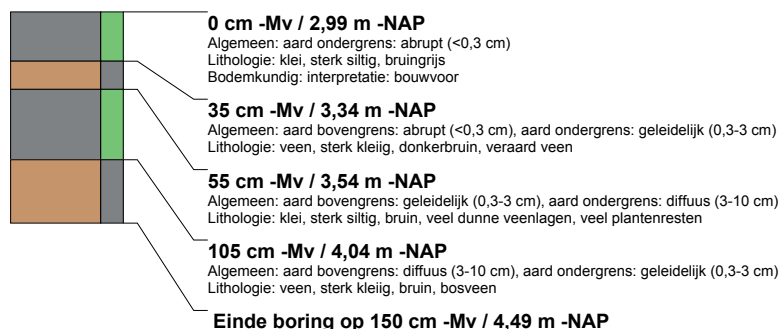 0 cm -Mv / 2,99 m -NAP
Algemeen: aard ondergrens: abrupt (<0,3 cm)
Lithologie: klei, sterk siltig, bruingrijs
Bodemkundig: interpretatie: bouwvoor
35 cm -Mv / 3,34 m -NAP
Algemeen: aard bovengrens: abrupt (<0,3 cm), aard ondergrens: geleidelijk (0,3-3 cm)
Lithologie: veen, sterk kleiig, donkerbruin, veraard veen
55 cm -Mv / 3,54 m -NAP
Algemeen: aard bovengrens: geleidelijk (0,3-3 cm), aard ondergrens: diffuus (3-10 cm)
Lithologie: klei, sterk siltig, bruin, veel dunne veenlagen, veel plantenresten
105 cm -Mv / 4,04 m -NAP
Algemeen: aard bovengrens: diffuus (3-10 cm), aard ondergrens: geleidelijk (0,3-3 cm)
Lithologie: veen, sterk kleiig, bruin, bosveen
Einde boring op 150 cm -Mv / 4,49 m -NAP